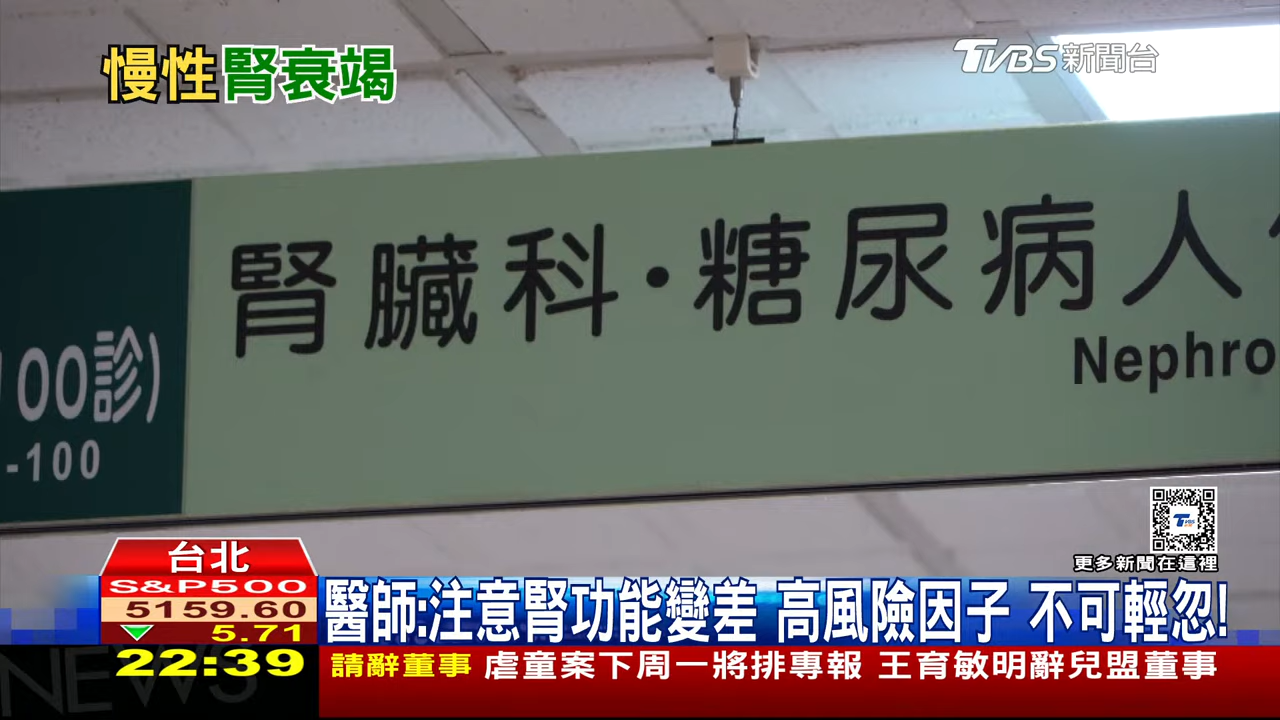 慢性腎衰竭
TVBS新聞台
腎臟科·糖尿病人
Nephro
100診)
-100
TVBS
更多新聞在這裡
台北
S&P500
5159.60
5.71
22:39
NEWS
醫師:注意腎功能變差 高風險因子 不可輕忽!
請辭董事 虐童案下周一將排專報 王育敏明辭兒盟董事